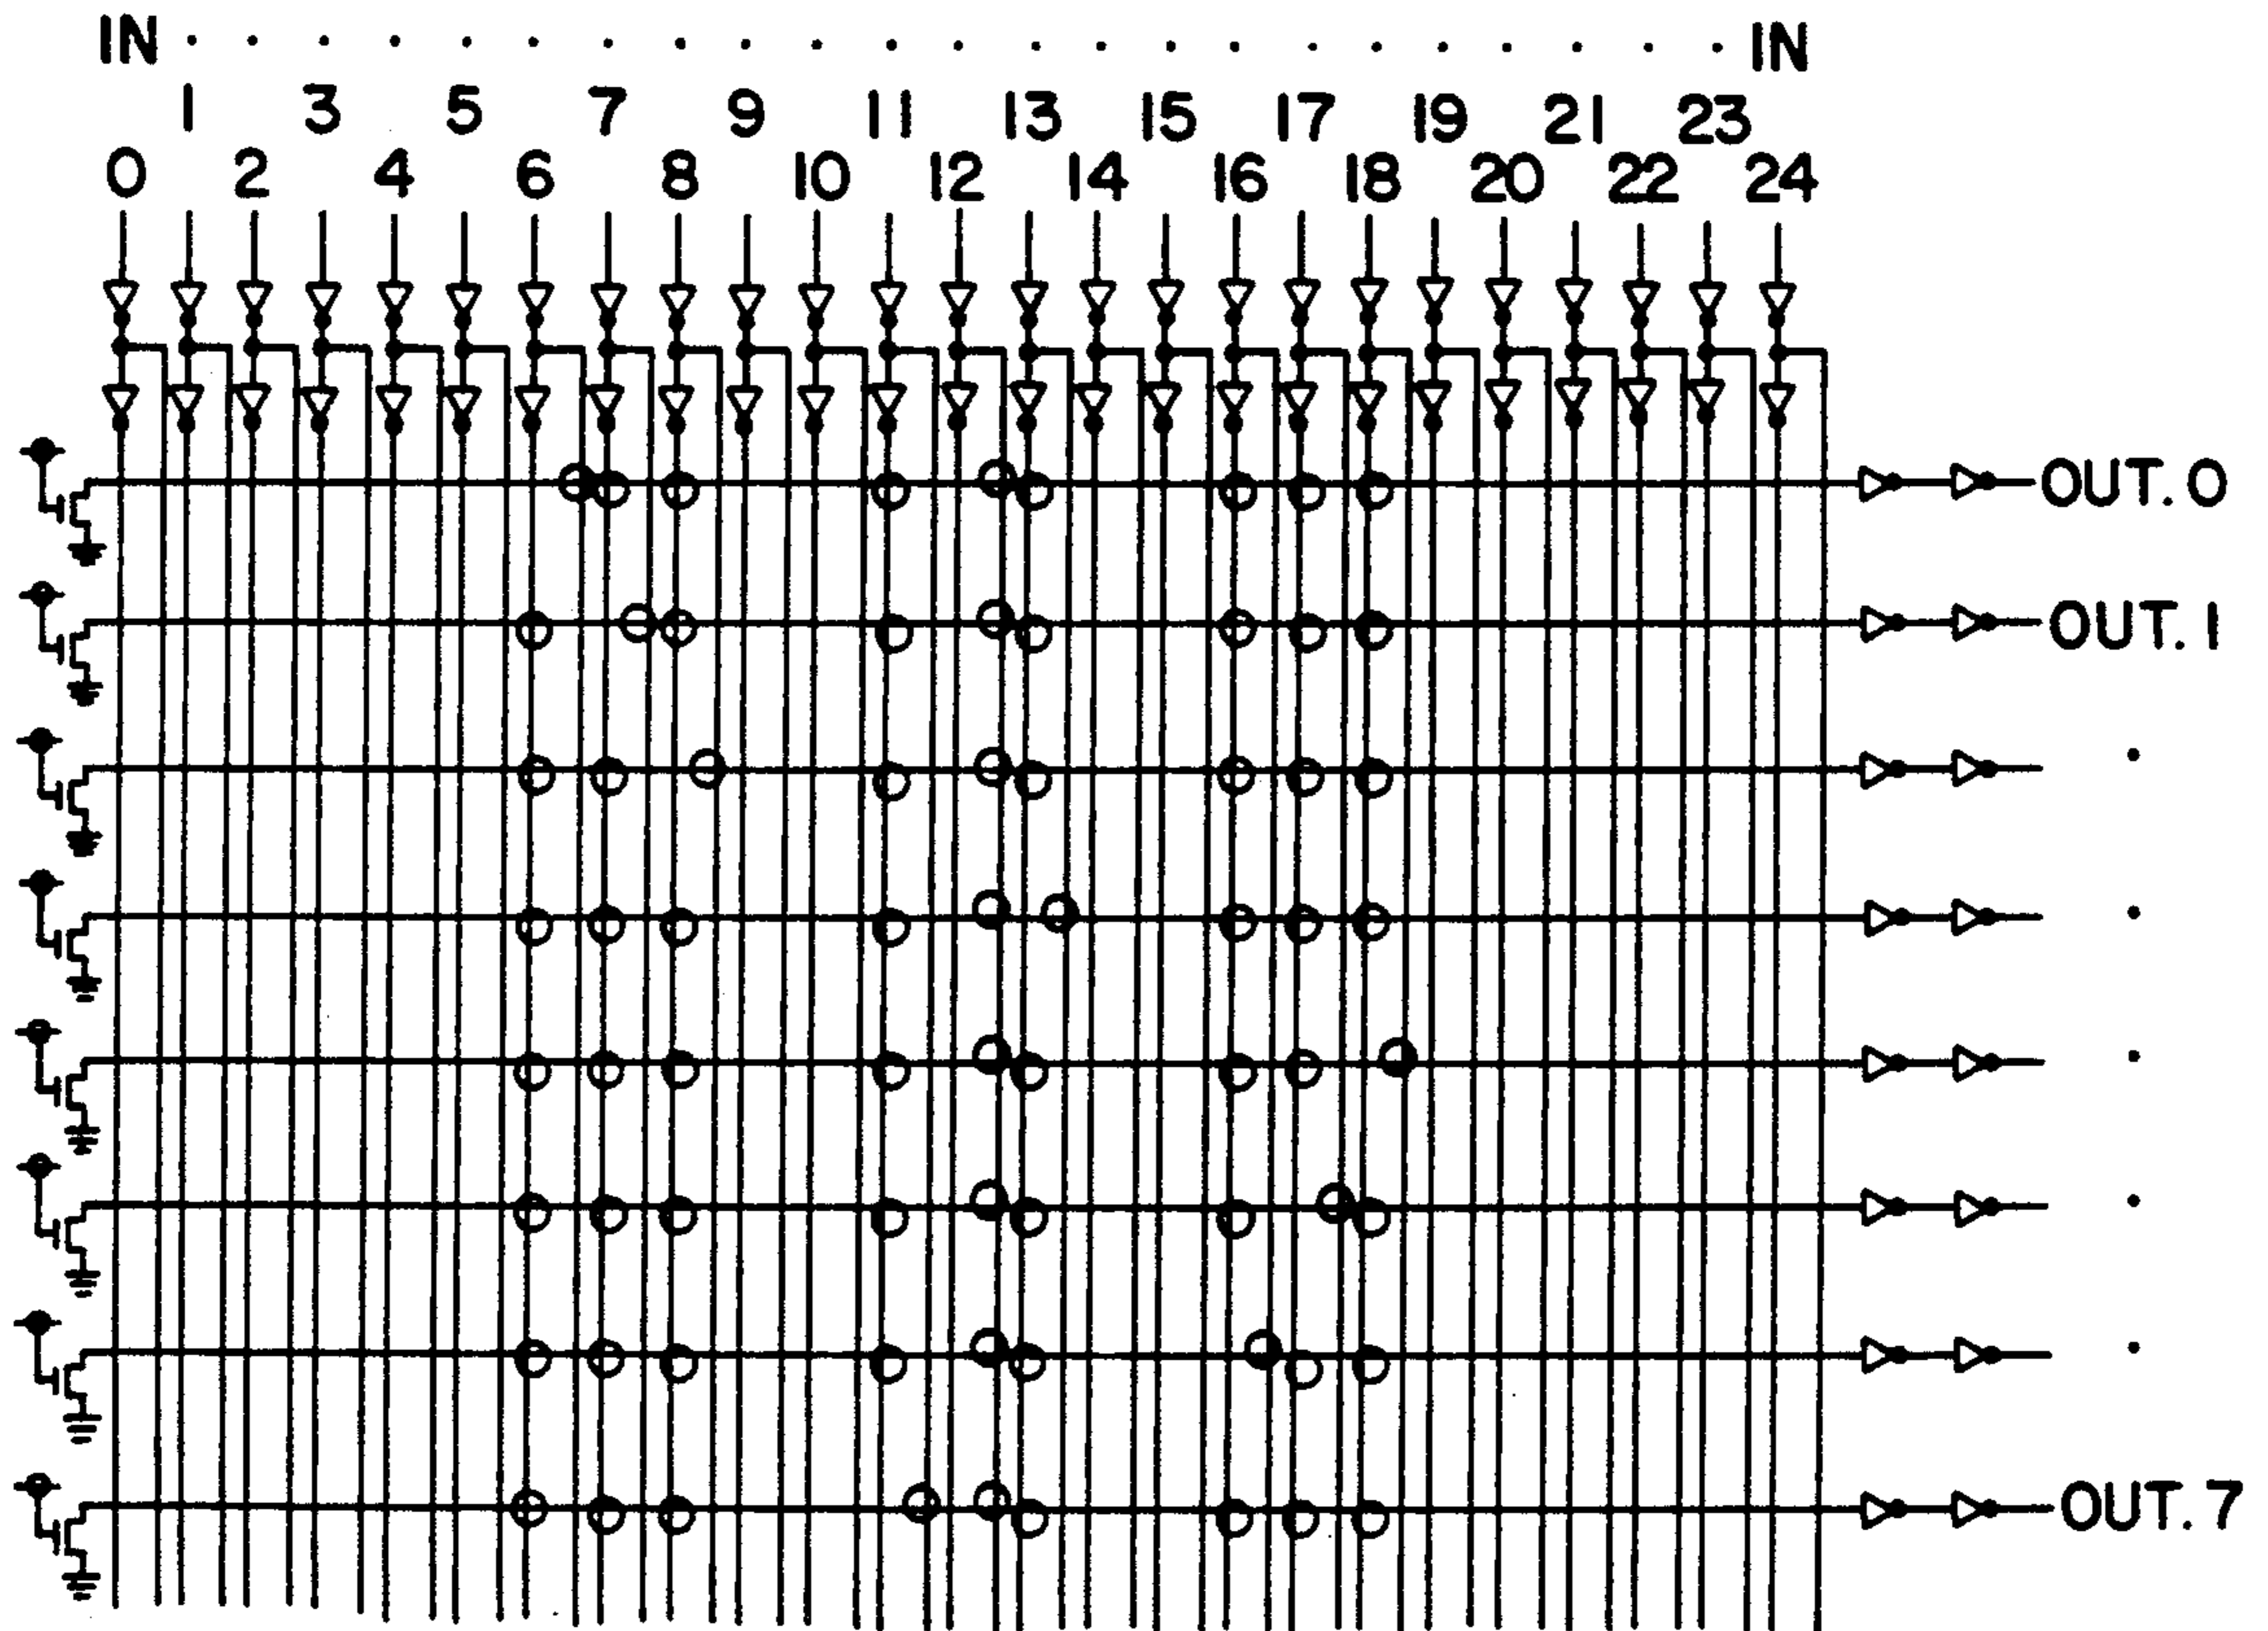 IN · · · · · · · · · · · · · · · · · · · · · · · IN
1 3 5 7 9 11 13 15 17 19 21 23
0 2 4 6 8 10 12 14 16 18 20 22 24
OUT. 0
OUT. 1
OUT. 7